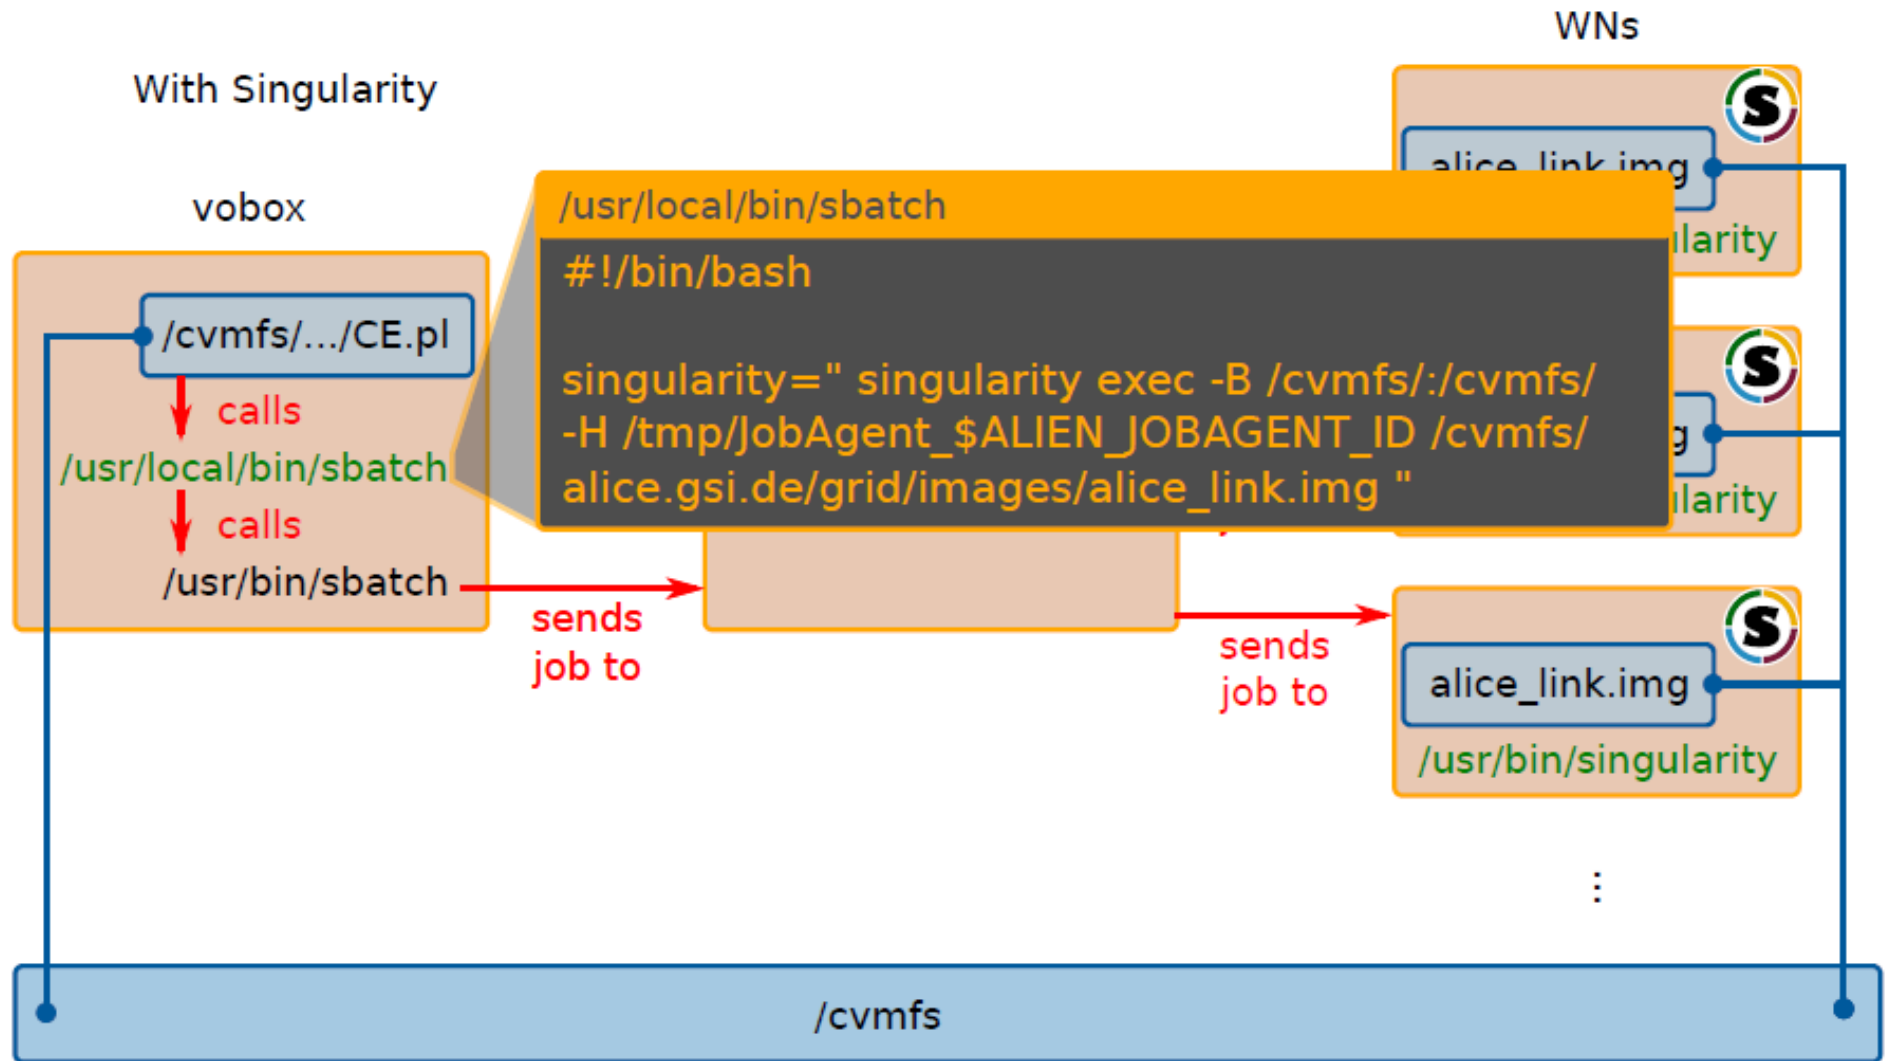 WNs
With Singularity
vobox
/cvmfs/.../CE.pl
calls
/usr/local/bin/sbatch
calls
/usr/bin/sbatch
sends
job to
/usr/local/bin/sbatch
#!/bin/bash
singularity=" singularity exec -B /cvmfs/:/cvmfs/
-H /tmp/JobAgent_$ALIEN_JOBAGENT_ID /cvmfs/
alice.gsi.de/grid/images/alice_link.img "
sends
job to
S
alice_link.img
ularity
S
g
ularity
S
alice_link.img
/usr/bin/singularity
⋮
/cvmfs